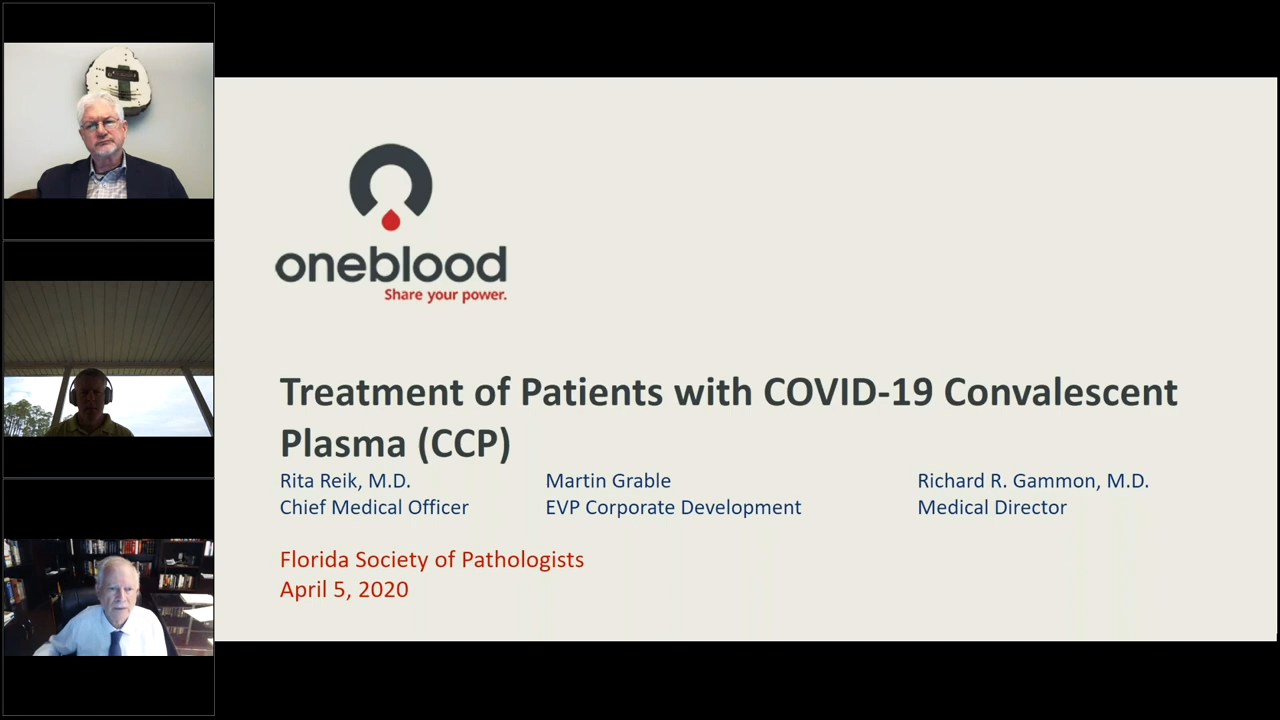 oneblood
Share your power.
Treatment of Patients with COVID-19 Convalescent
Plasma (CCP)
Rita Reik, M.D. Martin Grable Richard R. Gammon, M.D.
Chief Medical Officer EVP Corporate Development Medical Director
Florida Society of Pathologists
April 5, 2020